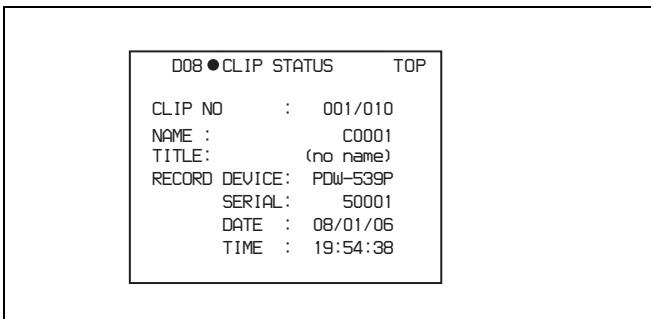 D08 ● CLIP STATUS TOP
CLIP NO : 001/010
NAME : C0001
TITLE: (no name)
RECORD DEVICE: PDW-539P
SERIAL: 50001
DATE : 08/01/06
TIME : 19:54:38